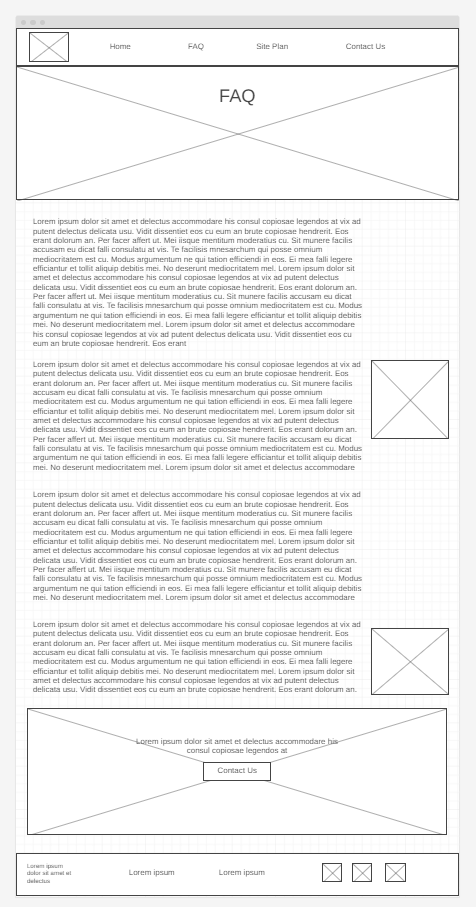 Home FAQ Site Plan Contact Us
FAQ
Lorem ipsum dolor sit amet et delectus accommodare his consul copiosae legendos at vix ad
putent delectus delicata usu. Vidit dissentiet eos cu eum an brute copiosae hendrerit. Eos
erant dolorum an. Per facer affert ut. Mei iisque mentitum moderatius cu. Sit munere facilis
accusam eu dicat falli consulatu at vis. Te facilisis mnesarchum qui posse omnium
mediocritatem est cu. Modus argumentum ne qui tation efficiendi in eos. Ei mea falli legere
efficiantur et tollit aliquip debitis mei. No deserunt mediocritatem mel. Lorem ipsum dolor sit
amet et delectus accommodare his consul copiosae legendos at vix ad putent delectus
delicata usu. Vidit dissentiet eos cu eum an brute copiosae hendrerit. Eos erant dolorum an.
Per facer affert ut. Mei iisque mentitum moderatius cu. Sit munere facilis accusam eu dicat
falli consulatu at vis. Te facilisis mnesarchum qui posse omnium mediocritatem est cu. Modus
argumentum ne qui tation efficiendi in eos. Ei mea falli legere efficiantur et tollit aliquip debitis
mei. No deserunt mediocritatem mel. Lorem ipsum dolor sit amet et delectus accommodare
his consul copiosae legendos at vix ad putent delectus delicata usu. Vidit dissentiet eos cu
eum an brute copiosae hendrerit. Eos erant
Lorem ipsum dolor sit amet et delectus accommodare his consul copiosae legendos at vix ad
putent delectus delicata usu. Vidit dissentiet eos cu eum an brute copiosae hendrerit. Eos
erant dolorum an. Per facer affert ut. Mei iisque mentitum moderatius cu. Sit munere facilis
accusam eu dicat falli consulatu at vis. Te facilisis mnesarchum qui posse omnium
mediocritatem est cu. Modus argumentum ne qui tation efficiendi in eos. Ei mea falli legere
efficiantur et tollit aliquip debitis mei. No deserunt mediocritatem mel. Lorem ipsum dolor sit
amet et delectus accommodare his consul copiosae legendos at vix ad putent delectus
delicata usu. Vidit dissentiet eos cu eum an brute copiosae hendrerit. Eos erant dolorum an.
Per facer affert ut. Mei iisque mentitum moderatius cu. Sit munere facilis accusam eu dicat
falli consulatu at vis. Te facilisis mnesarchum qui posse omnium mediocritatem est cu. Modus
argumentum ne qui tation efficiendi in eos. Ei mea falli legere efficiantur et tollit aliquip debitis
mei. No deserunt mediocritatem mel. Lorem ipsum dolor sit amet et delectus accommodare
Lorem ipsum dolor sit amet et delectus accommodare his consul copiosae legendos at vix ad
putent delectus delicata usu. Vidit dissentiet eos cu eum an brute copiosae hendrerit. Eos
erant dolorum an. Per facer affert ut. Mei iisque mentitum moderatius cu. Sit munere facilis
accusam eu dicat falli consulatu at vis. Te facilisis mnesarchum qui posse omnium
mediocritatem est cu. Modus argumentum ne qui tation efficiendi in eos. Ei mea falli legere
efficiantur et tollit aliquip debitis mei. No deserunt mediocritatem mel. Lorem ipsum dolor sit
amet et delectus accommodare his consul copiosae legendos at vix ad putent delectus
delicata usu. Vidit dissentiet eos cu eum an brute copiosae hendrerit. Eos erant dolorum an.
Per facer affert ut. Mei iisque mentitum moderatius cu. Sit munere facilis accusam eu dicat
falli consulatu at vis. Te facilisis mnesarchum qui posse omnium mediocritatem est cu. Modus
argumentum ne qui tation efficiendi in eos. Ei mea falli legere efficiantur et tollit aliquip debitis
mei. No deserunt mediocritatem mel. Lorem ipsum dolor sit amet et delectus accommodare
Lorem ipsum dolor sit amet et delectus accommodare his consul copiosae legendos at vix ad
putent delectus delicata usu. Vidit dissentiet eos cu eum an brute copiosae hendrerit. Eos
erant dolorum an. Per facer affert ut. Mei iisque mentitum moderatius cu. Sit munere facilis
accusam eu dicat falli consulatu at vis. Te facilisis mnesarchum qui posse omnium
mediocritatem est cu. Modus argumentum ne qui tation efficiendi in eos. Ei mea falli legere
efficiantur et tollit aliquip debitis mei. No deserunt mediocritatem mel. Lorem ipsum dolor sit
amet et delectus accommodare his consul copiosae legendos at vix ad putent delectus
delicata usu. Vidit dissentiet eos cu eum an brute copiosae hendrerit. Eos erant dolorum an.
Lorem ipsum dolor sit amet et delectus accommodare his
consul copiosae legendos at
Contact Us
Lorem ipsum
dolor sit amet et
delectus
Lorem ipsum Lorem ipsum